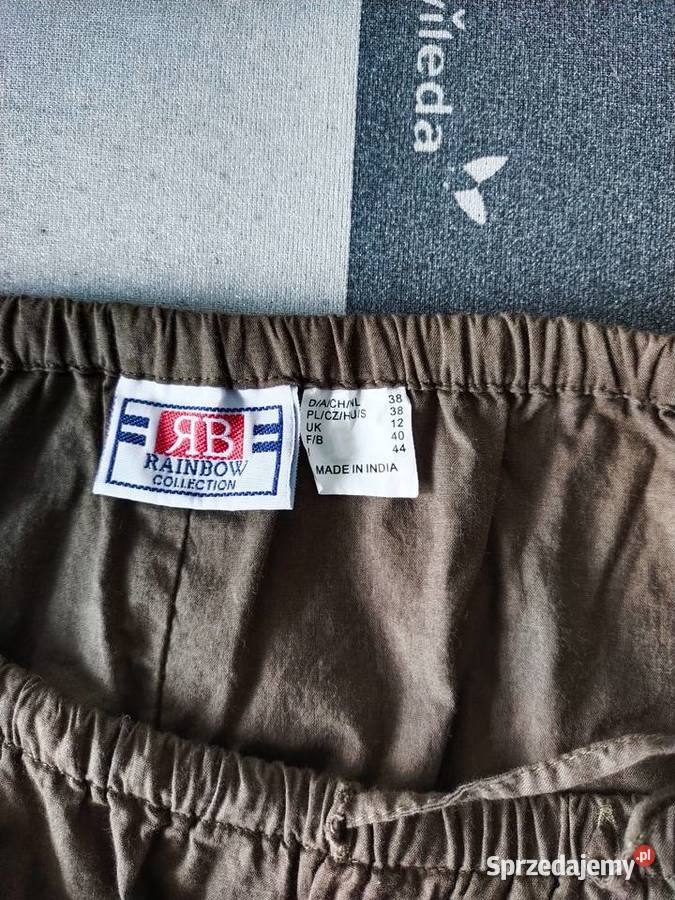 vileda
RB
RAINBOW
COLLECTION
D/A/CH/NL 38
PL/CZ/HU/S 38
UK 12
F/B 40
I 44
MADE IN INDIA
Sprzedajemy.pl